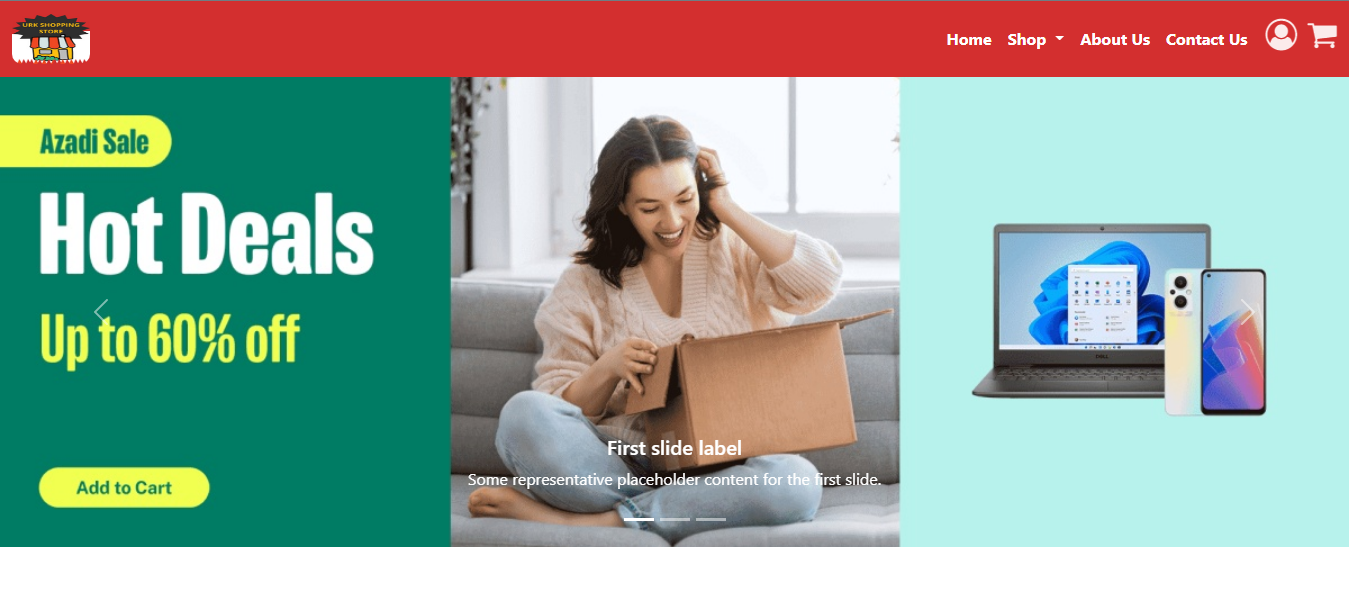 URK SHOPPING
STORE
Home Shop About Us Contact Us
Azadi Sale
Hot Deals
Up to 60% off
Add to Cart
First slide label
Some representative placeholder content for the first slide.
DELL